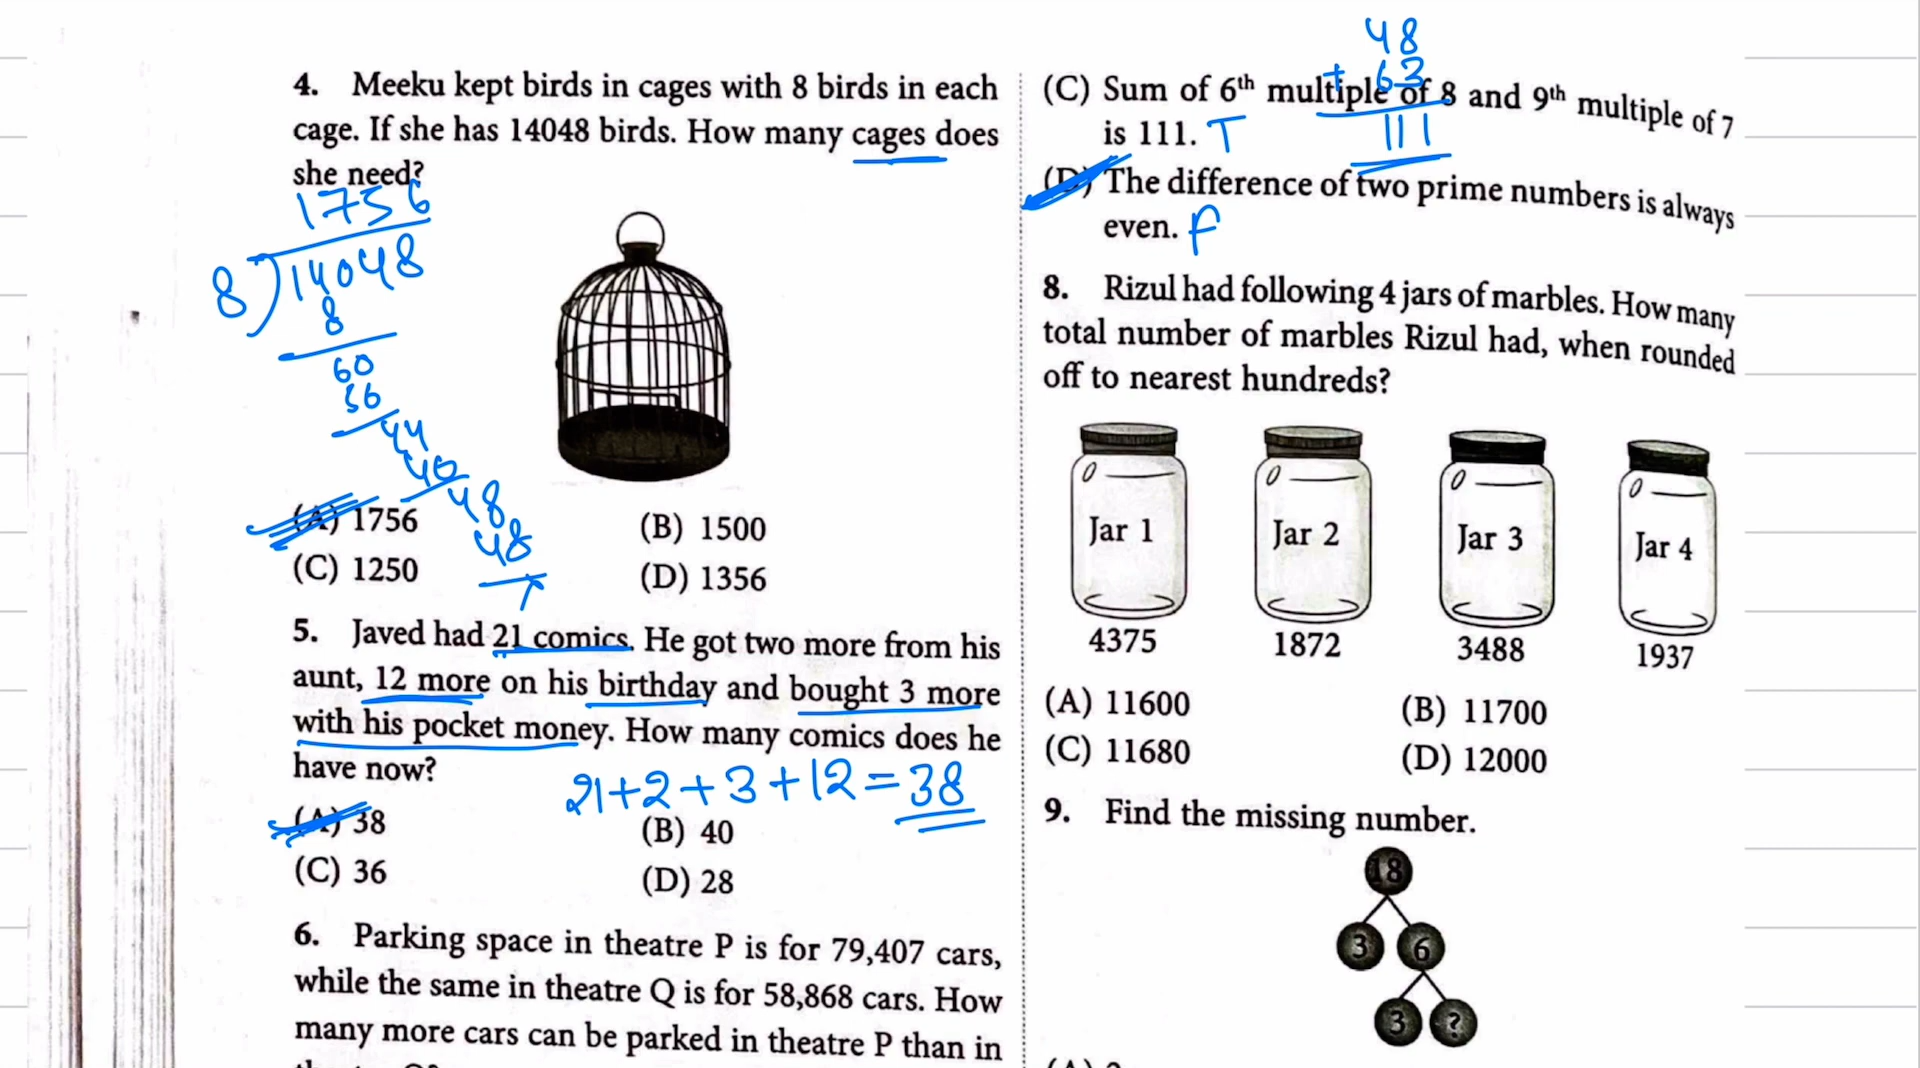 4. Meeku kept birds in cages with 8 birds in each
cage. If she has 14048 birds. How many cages does
she need?
1756
8)14048
8
60
56
44
40
48
48
(A) 1756
(B) 1500
(C) 1250
(D) 1356
5. Javed had 21 comics. He got two more from his
aunt, 12 more on his birthday and bought 3 more
with his pocket money. How many comics does he
have now?
21+2+3+12=38
(A) 38
(B) 40
(C) 36
(D) 28
6. Parking space in theatre P is for 79,407 cars,
while the same in theatre Q is for 58,868 cars. How
many more cars can be parked in theatre P than in
48
+ 63
111
(C) Sum of 6th multiple of 8 and 9th multiple of 7
is 111. T
(D) The difference of two prime numbers is always
even. F
8. Rizul had following 4 jars of marbles. How many
total number of marbles Rizul had, when rounded
off to nearest hundreds?
Jar 1
Jar 2
Jar 3
Jar 4
4375
1872
3488
1937
(A) 11600
(B) 11700
(C) 11680
(D) 12000
9. Find the missing number.
18
3
6
3
?